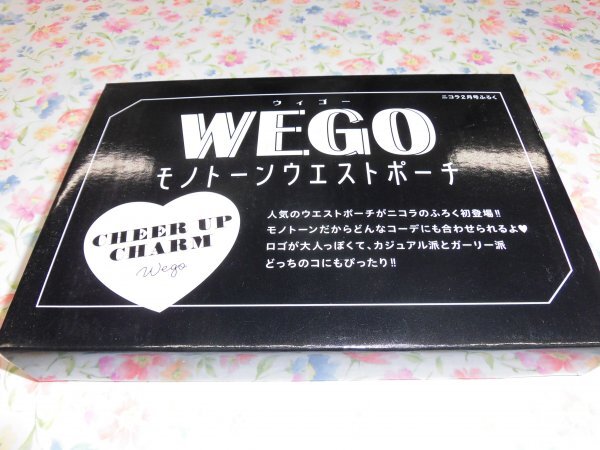 ニコラ2月号ふろく
ウィゴー
WEGO
モノトーンウエストポーチ
CHEER UP
CHARM
Wego
人気のウエストポーチがニコラのふろく初登場!!
モノトーンだからどんなコーデにも合わせられるよ♥
ロゴが大人っぽくて、カジュアル派とガーリー派
どっちのコにもぴったり!!